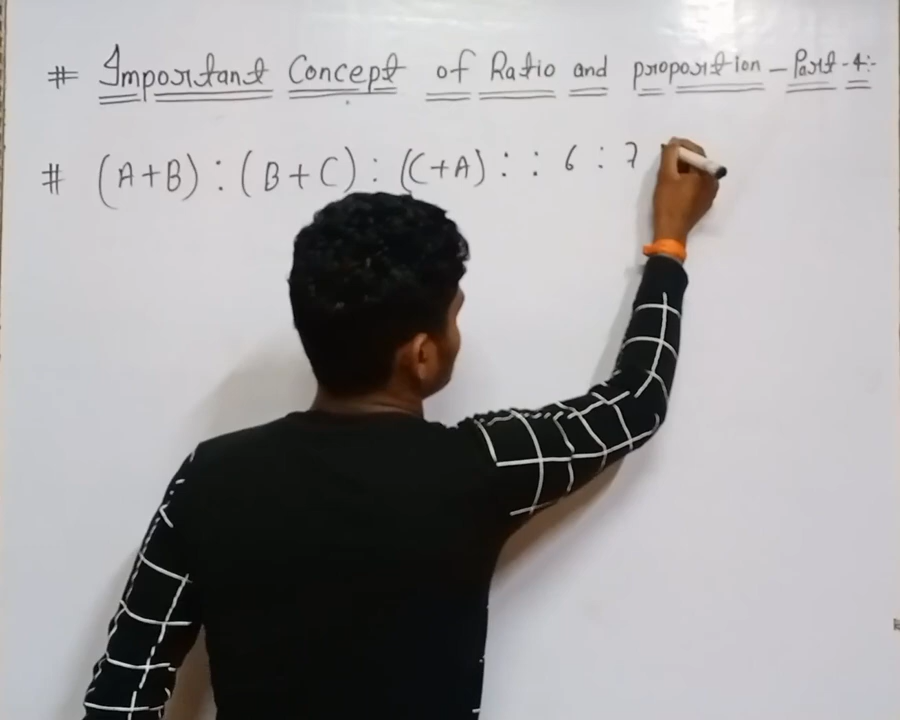 # Important Concept of Ratio and proportion - Part-4:-
# (A+B) : (B+C) : (C+A) : : 6 : 7